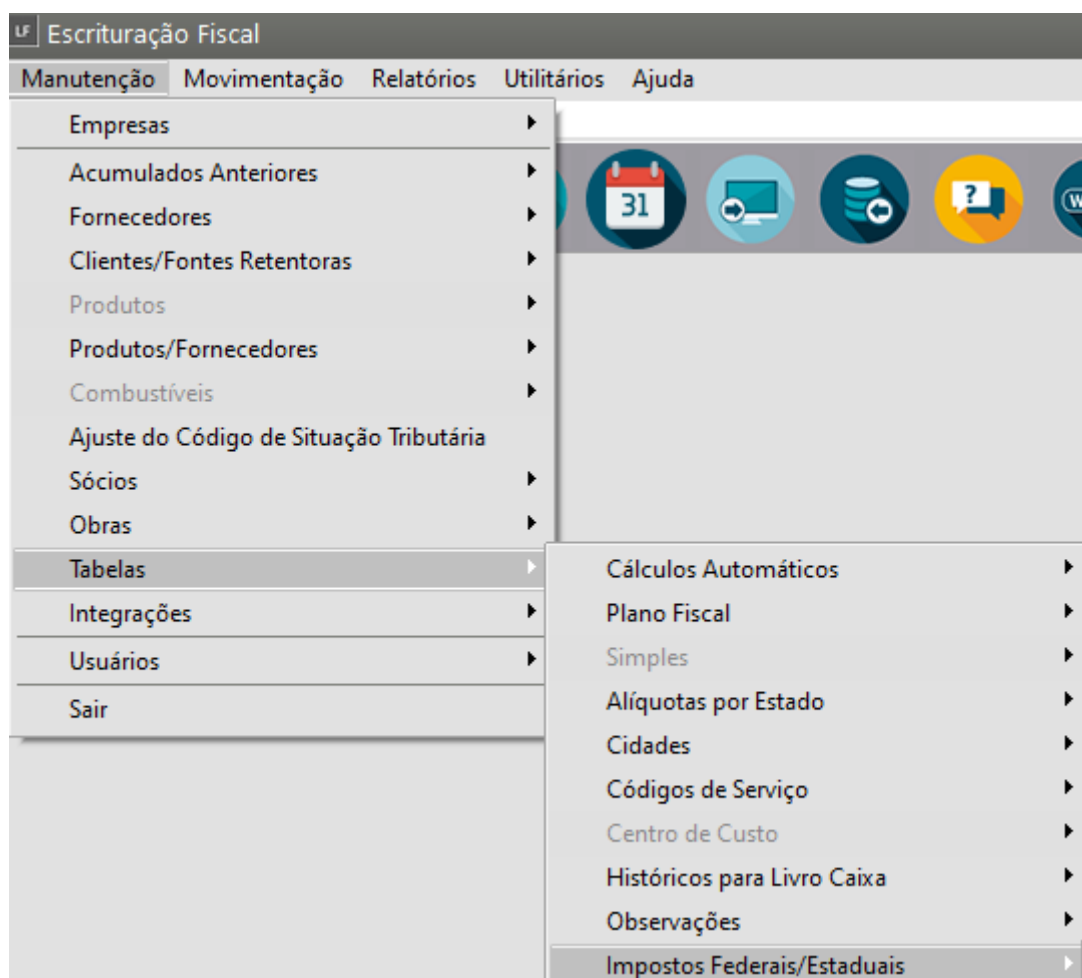 LF Escrituração Fiscal
Manutenção Movimentação Relatórios Utilitários Ajuda
Empresas
Acumulados Anteriores
Fornecedores
Clientes/Fontes Retentoras
Produtos
Produtos/Fornecedores
Combustíveis
Ajuste do Código de Situação Tributária
Sócios
Obras
Tabelas
Integrações
Usuários
Sair
31
?
W
Cálculos Automáticos
Plano Fiscal
Simples
Alíquotas por Estado
Cidades
Códigos de Serviço
Centro de Custo
Históricos para Livro Caixa
Observações
Impostos Federais/Estaduais